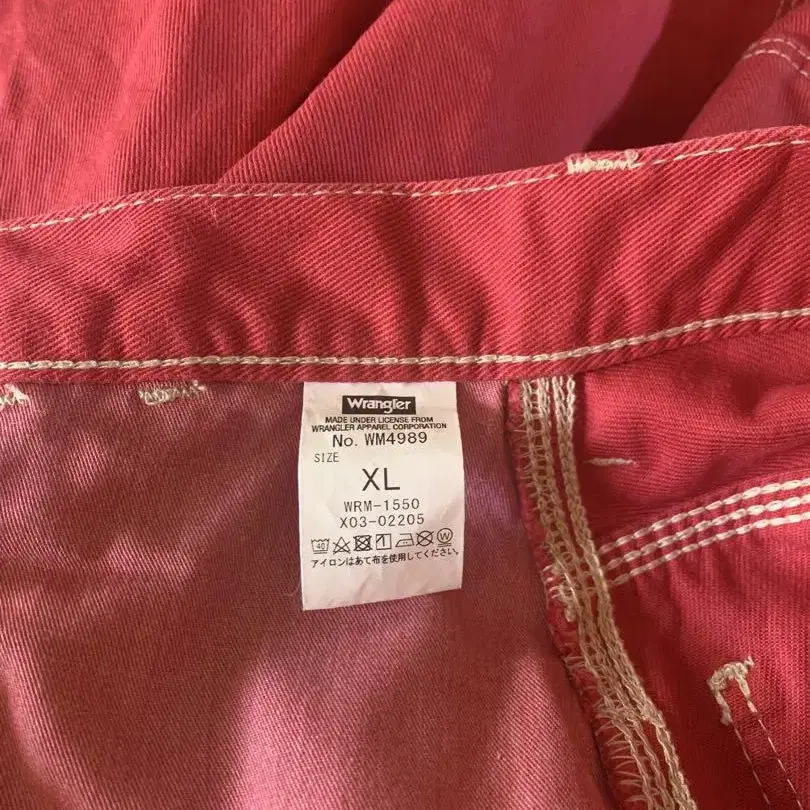 Wrangler
MADE UNDER LICENSE FROM
WRANGLER APPAREL CORPORATION
No. WM4989
SIZE
XL
WRM-1550
X03-02205
40 W
アイロンはあて布を使用してください。